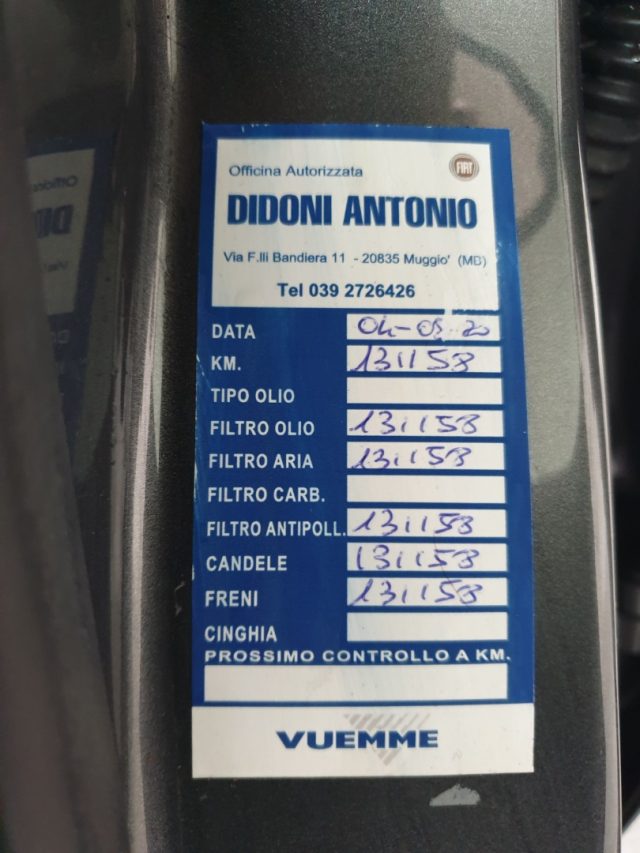 Officina Autorizzata
FIAT
DIDONI ANTONIO
Via F.lli Bandiera 11 - 20835 Muggio' (MB)
Tel 039 2726426
DATA 04-05-20
KM. 131158
TIPO OLIO
FILTRO OLIO 131158
FILTRO ARIA 131158
FILTRO CARB.
FILTRO ANTIPOLL. 131158
CANDELE 131158
FRENI 131158
CINGHIA
PROSSIMO CONTROLLO A KM.
VUEMME